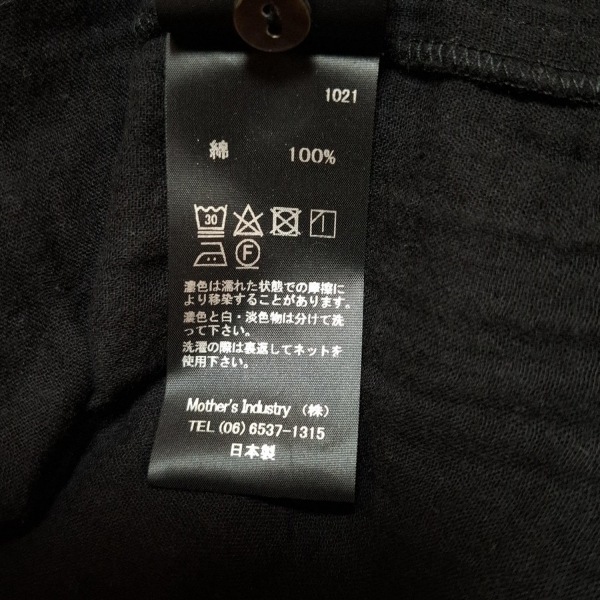 1021
綿 100%
30
F
濃色は濡れた状態での摩擦に
より移染することがあります。
濃色と白・淡色物は分けて洗
って下さい。
洗濯の際は裏返してネットを
使用下さい。
Mother's Industry (株)
TEL (06) 6537-1315
日本製